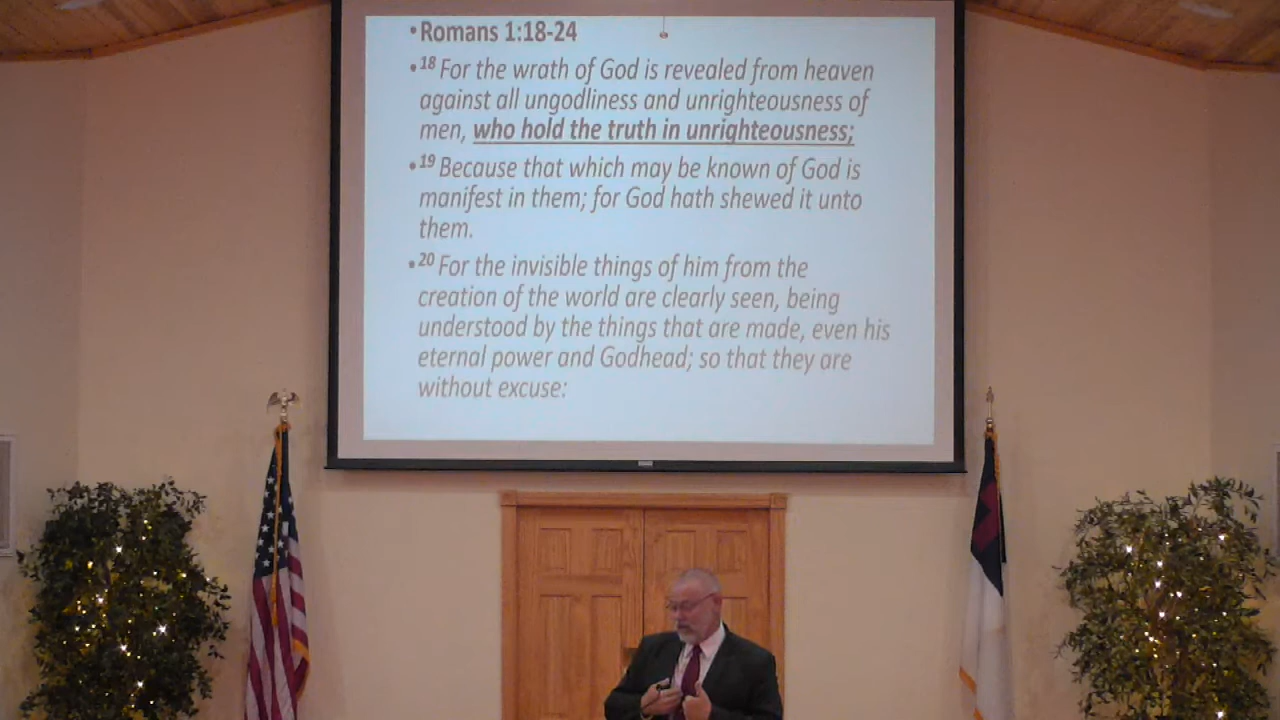 •Romans 1:18-24
•18 For the wrath of God is revealed from heaven
against all ungodliness and unrighteousness of
men, who hold the truth in unrighteousness;
•19 Because that which may be known of God is
manifest in them; for God hath shewed it unto
them.
•20 For the invisible things of him from the
creation of the world are clearly seen, being
understood by the things that are made, even his
eternal power and Godhead; so that they are
without excuse: